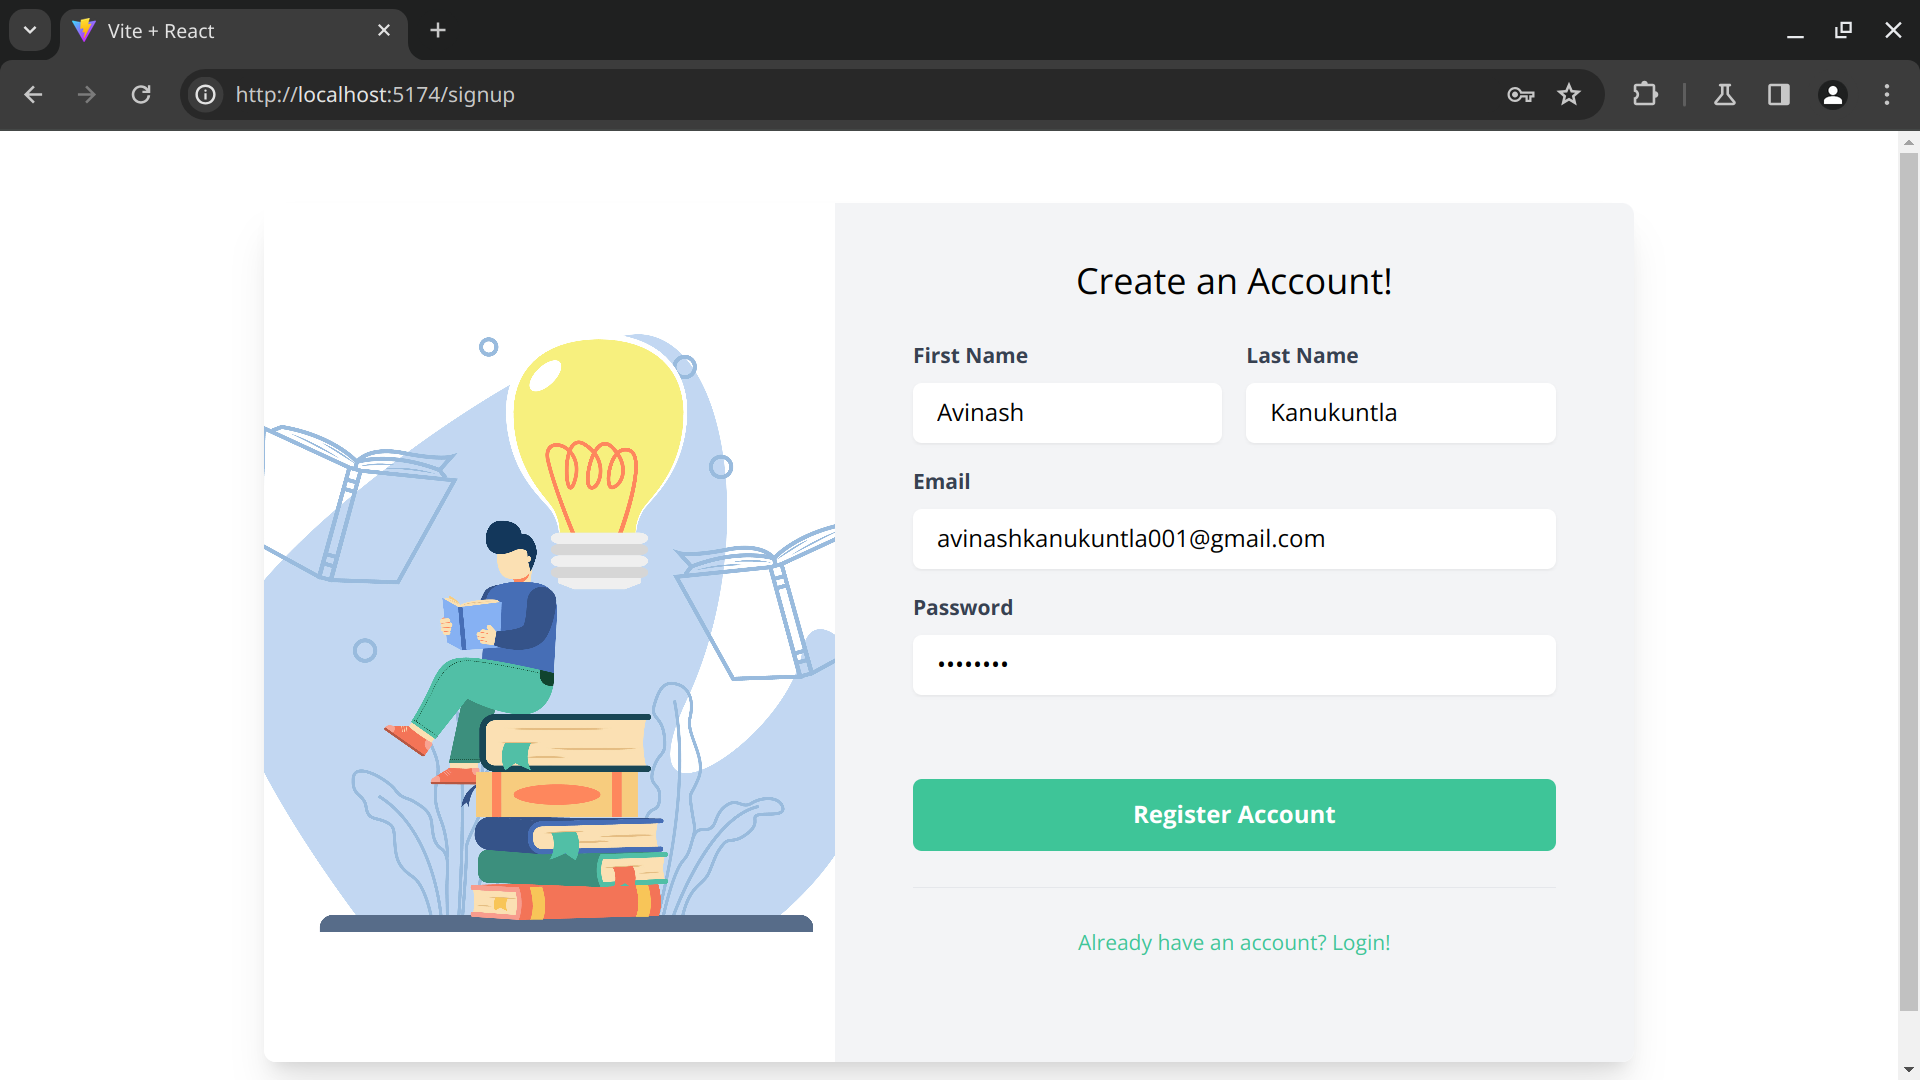 Vite + React
http://localhost:5174/signup
Create an Account!
First Name
Last Name
Avinash
Kanukuntla
Email
avinashkanukuntla001@gmail.com
Password
••••••••
Register Account
Already have an account? Login!